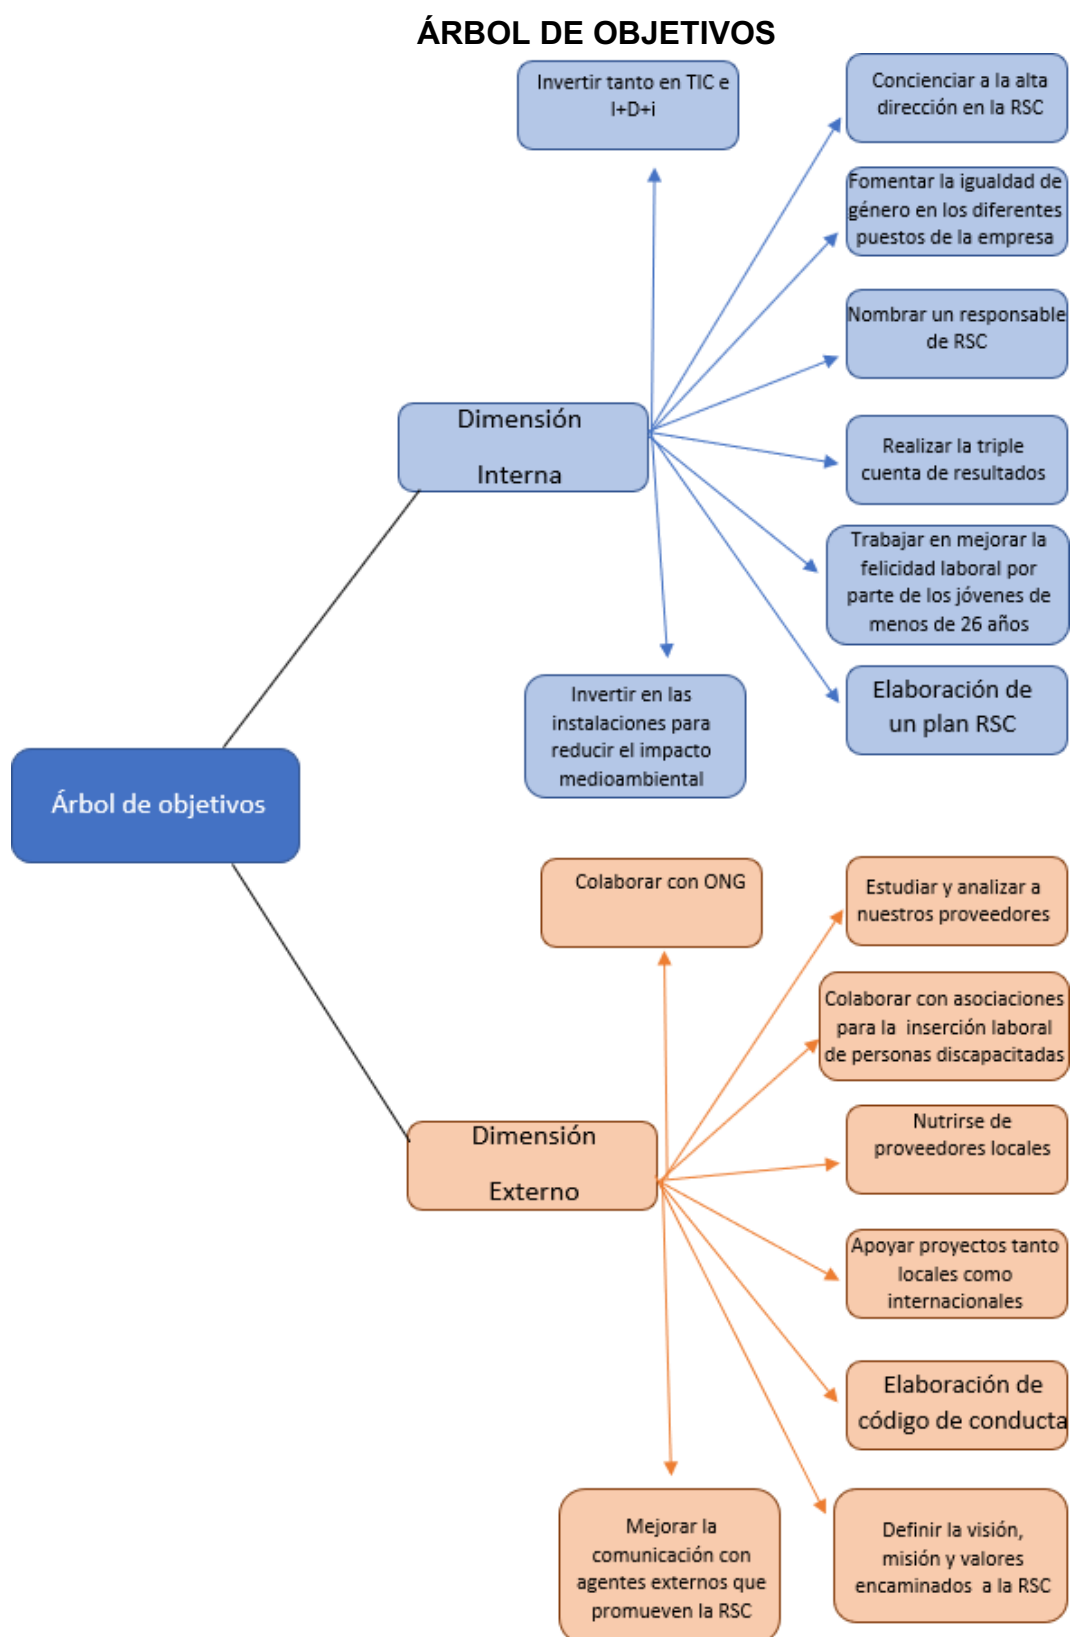 ÁRBOL DE OBJETIVOS
Invertir tanto en TIC e
I+D+i
Concienciar a la alta
dirección en la RSC
Fomentar la igualdad de
género en los diferentes
puestos de la empresa
Nombrar un responsable
de RSC
Dimensión
Interna
Realizar la triple
cuenta de resultados
Trabajar en mejorar la
felicidad laboral por
parte de los jóvenes de
menos de 26 años
Elaboración de
un plan RSC
Invertir en las
instalaciones para
reducir el impacto
medioambiental
Árbol de objetivos
Colaborar con ONG
Estudiar y analizar a
nuestros proveedores
Colaborar con asociaciones
para la inserción laboral
de personas discapacitadas
Nutrirse de
proveedores locales
Dimensión
Externo
Apoyar proyectos tanto
locales como
internacionales
Elaboración de
código de conducta
Mejorar la
comunicación con
agentes externos que
promueven la RSC
Definir la visión,
misión y valores
encaminados a la RSC